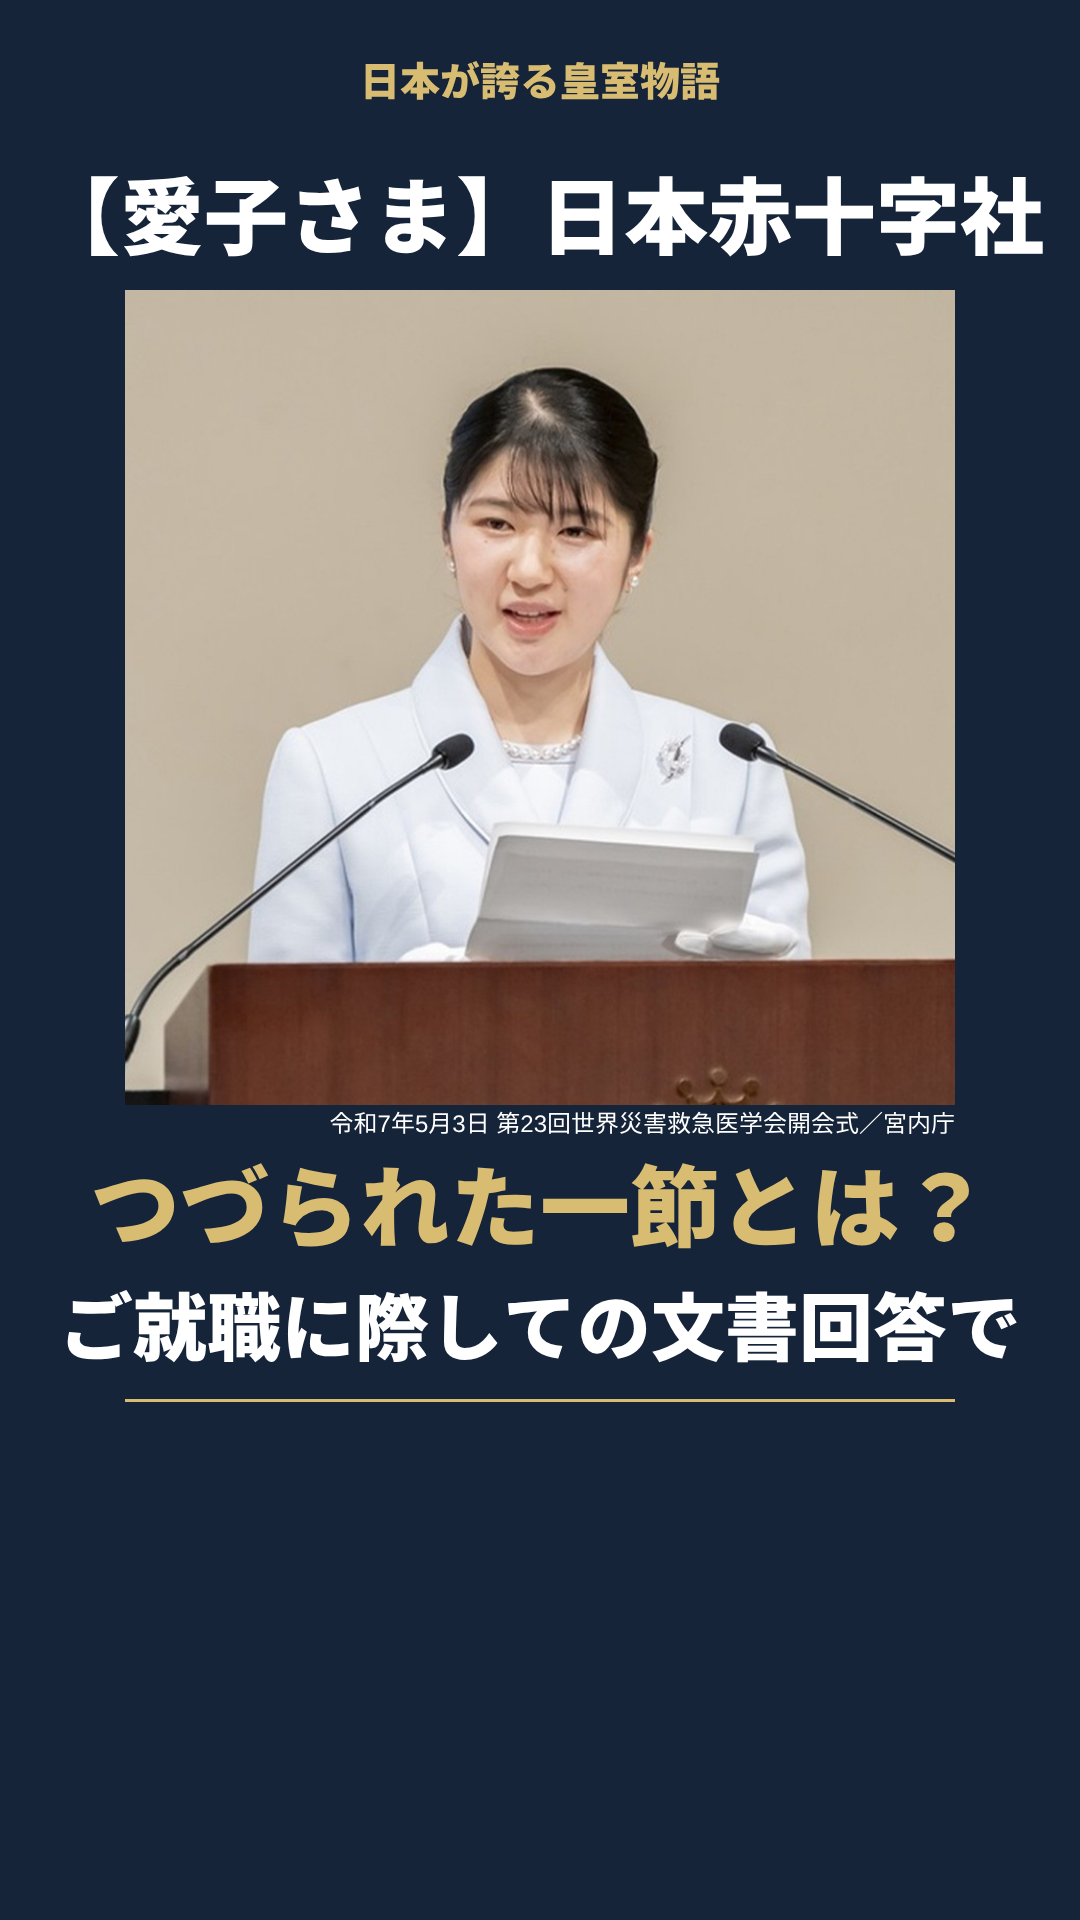 日本が誇る皇室物語
【愛子さま】日本赤十字社
令和7年5月3日 第23回世界災害救急医学会開会式／宮内庁
つづられた一節とは？
ご就職に際しての文書回答で